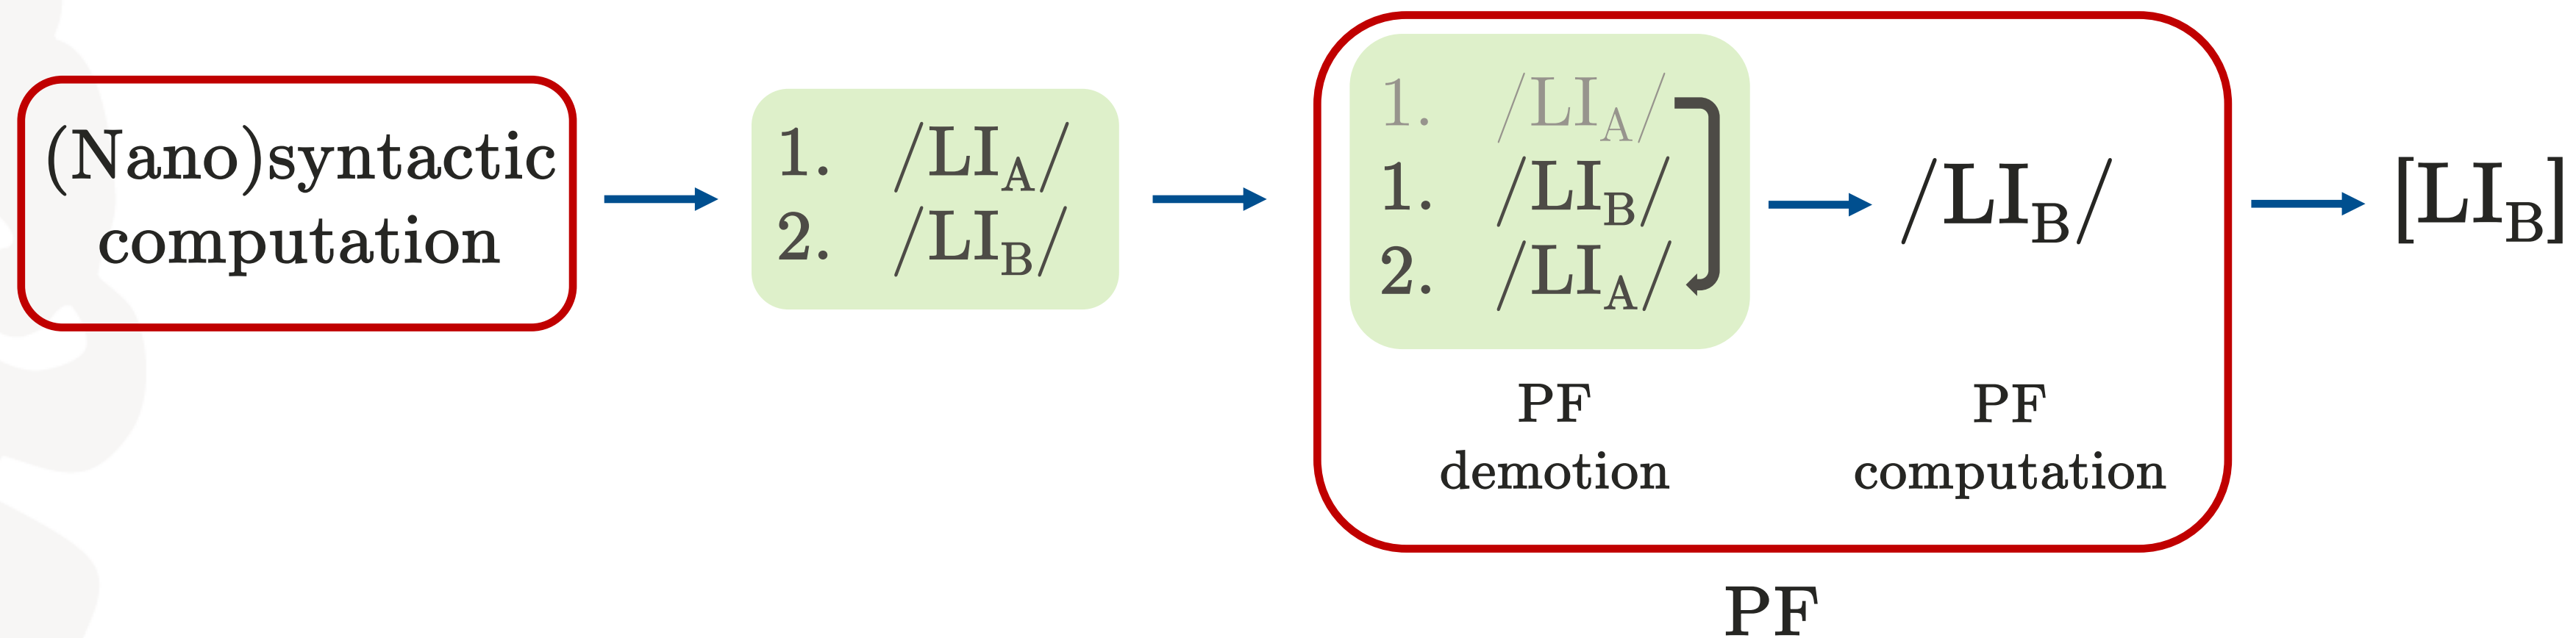 (Nano)syntactic
computation
1. /LI_A/
2. /LI_B/
1. /LI_A/
1. /LI_B/
2. /LI_A/
PF
demotion
/LI_B/
PF
computation
PF
[LI_B]